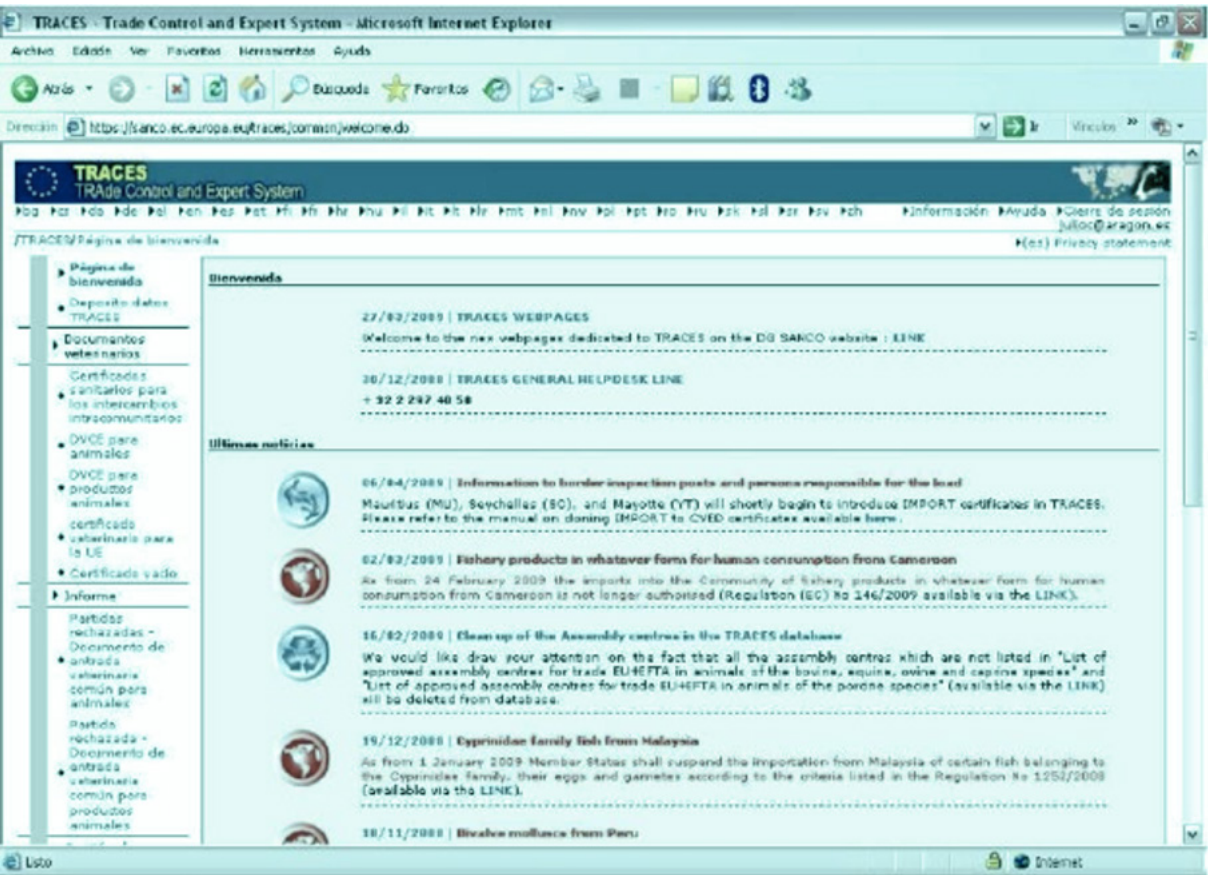 TRACES - Trade Control and Expert System - Microsoft Internet Explorer
Archivo Edición Ver Favoritos Herramientas Ayuda
Atrás Búsqueda Favoritos
Dirección https://sanco.ec.europa.eu/traces/common/welcome.do Ir Vínculos »
TRACES
TRAde Control and Expert System
bg cs da de el en es et fi fr hr hu it lt lv mt nl pl pt ro ru sk sl sr sv zh Información Ayuda Cierre de sesión
julioc@aragon.es
/TRACES/Página de bienvenida (es) Privacy statement
Página de
bienvenida
Deposito datos
TRACES
Documentos
veterinarios
Certificados
sanitarios para
los intercambios
intracomunitarios
DVCE para
animales
DVCE para
productos
animales
certificado
veterinario para
la UE
Certificado vacío
Informe
Partidas
rechazadas -
Documento de
entrada
veterinaria
común para
animales
Partida
rechazada -
Documento de
entrada
veterinaria
común para
productos
animales
Bienvenida
27/03/2009 | TRACES WEBPAGES
Welcome to the new webpages dedicated to TRACES on the DG SANCO website : LINK
30/12/2008 | TRACES GENERAL HELPDESK LINE
+ 32 2 297 40 50
Ultimas noticias
06/04/2009 | Information to border inspection posts and persons responsible for the load
Mauritius (MU), Seychelles (SC), and Mayotte (YT) will shortly begin to introduce IMPORT certificates in TRACES.
Please refer to the manual on cloning IMPORT to CVED certificates available here.
02/03/2009 | Fishery products in whatever form for human consumption from Cameroon
As from 24 February 2009 the imports into the Community of fishery products in whatever form for human
consumption from Cameroon is not longer authorised (Regulation (EC) No 146/2009 available via the LINK).
16/02/2009 | Clean up of the Assembly centres in the TRACES database
We would like draw your attention on the fact that all the assembly centres which are not listed in "List of
approved assembly centres for trade EU+EFTA in animals of the bovine, equine, ovine and caprine species" and
"List of approved assembly centres for trade EU+EFTA in animals of the porcine species" (available via the LINK)
will be deleted from database.
19/12/2008 | Cyprinidae family fish from Malaysia
As from 1 January 2009 Member States shall suspend the importation from Malaysia of certain fish belonging to
the Cyprinidae family, their eggs and gametes according to the criteria listed in the Regulation No 1252/2008
(available via the LINK).
18/11/2008 | Bivalve molluscs from Peru
Listo Internet